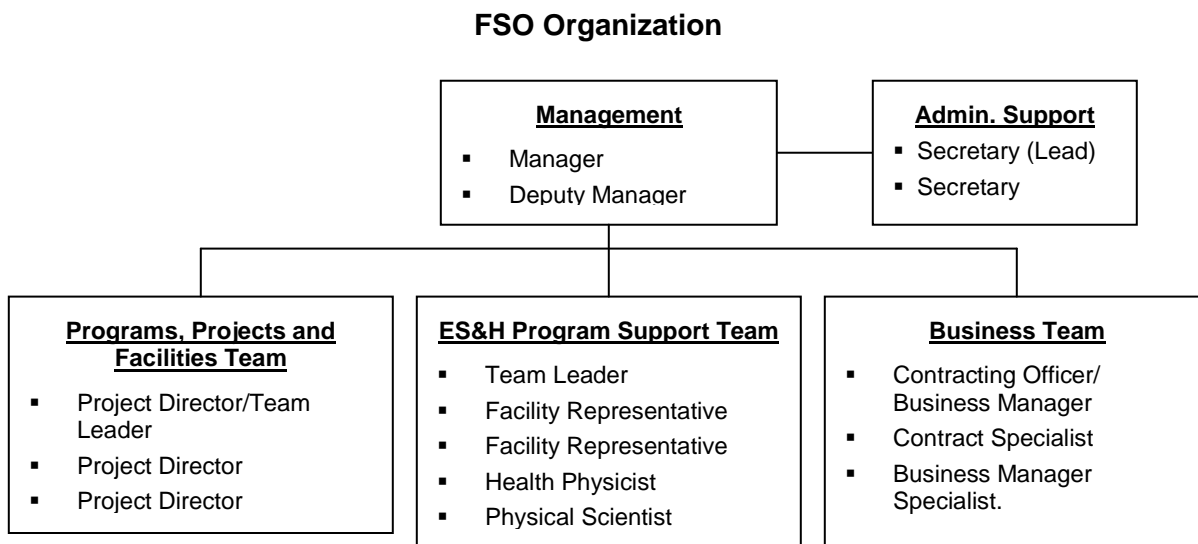 FSO Organization
Management
▪ Manager
▪ Deputy Manager
Admin. Support
▪ Secretary (Lead)
▪ Secretary
Programs, Projects and
Facilities Team
▪ Project Director/Team
Leader
▪ Project Director
▪ Project Director
ES&H Program Support Team
▪ Team Leader
▪ Facility Representative
▪ Facility Representative
▪ Health Physicist
▪ Physical Scientist
Business Team
▪ Contracting Officer/
Business Manager
▪ Contract Specialist
▪ Business Manager
Specialist.